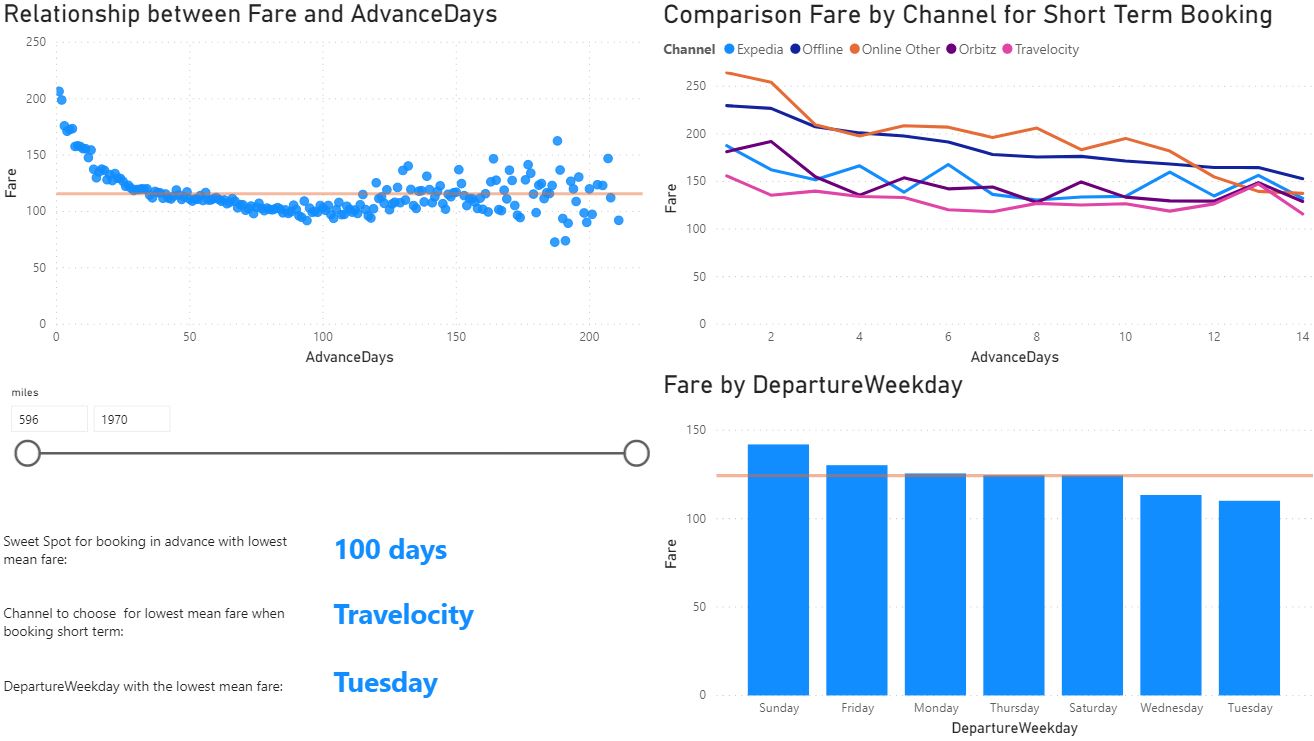 Relationship between Fare and AdvanceDays
250
200
150
100
50
0
Fare
0 50 100 150 200
AdvanceDays
Comparison Fare by Channel for Short Term Booking
Channel Expedia Offline Online Other Orbitz Travelocity
250
200
150
100
50
0
Fare
2 4 6 8 10 12 14
AdvanceDays
miles
596 1970
Sweet Spot for booking in advance with lowest
mean fare:
100 days
Channel to choose for lowest mean fare when
booking short term:
Travelocity
DepartureWeekday with the lowest mean fare:
Tuesday
Fare by DepartureWeekday
150
100
50
0
Fare
Sunday Friday Monday Thursday Saturday Wednesday Tuesday
DepartureWeekday